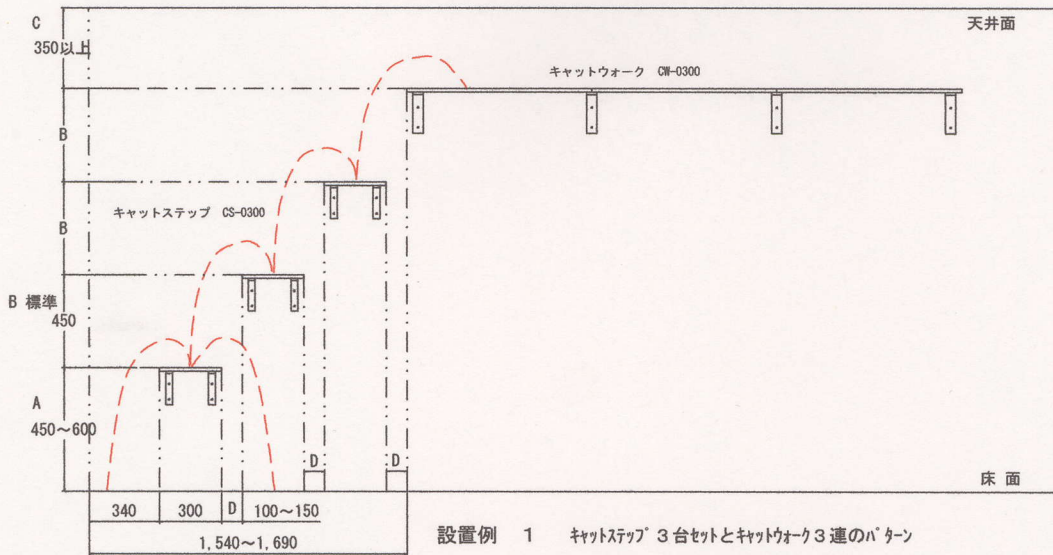 C
天井面
350以上
キャットウォーク CW-0300
B
キャットステップ CS-0300
B
B 標準
450
A
450～600
D
D
床面
340
300
D
100～150
1,540～1,690
設置例 1 キャットステップ 3台セットとキャットウォーク3連のパターン